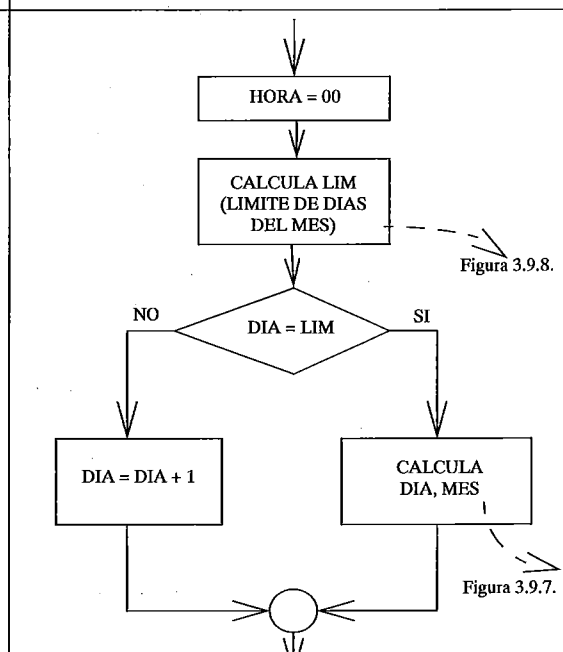 HORA = 00
CALCULA LIM
(LIMITE DE DIAS
DEL MES)
Figura 3.9.8.
NO
DIA = LIM
SI
DIA = DIA + 1
CALCULA
DIA, MES
Figura 3.9.7.